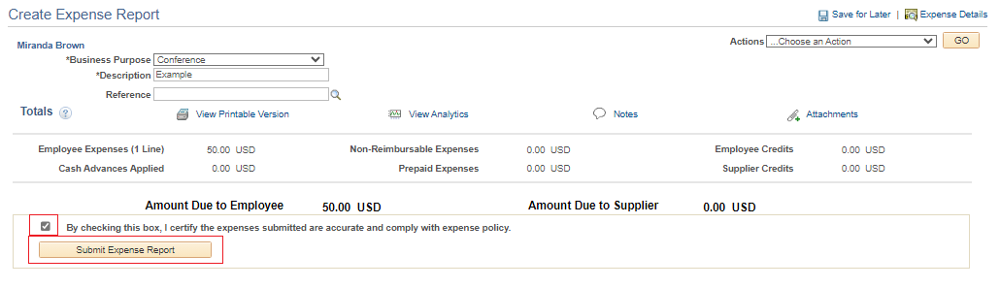 Create Expense Report
Save for Later | Expense Details
Miranda Brown
Actions ...Choose an Action GO
*Business Purpose Conference
*Description Example
Reference
Totals ? View Printable Version View Analytics Notes Attachments
Employee Expenses (1 Line) 50.00 USD Non-Reimbursable Expenses 0.00 USD Employee Credits 0.00 USD
Cash Advances Applied 0.00 USD Prepaid Expenses 0.00 USD Supplier Credits 0.00 USD
Amount Due to Employee 50.00 USD Amount Due to Supplier 0.00 USD
By checking this box, I certify the expenses submitted are accurate and comply with expense policy.
Submit Expense Report